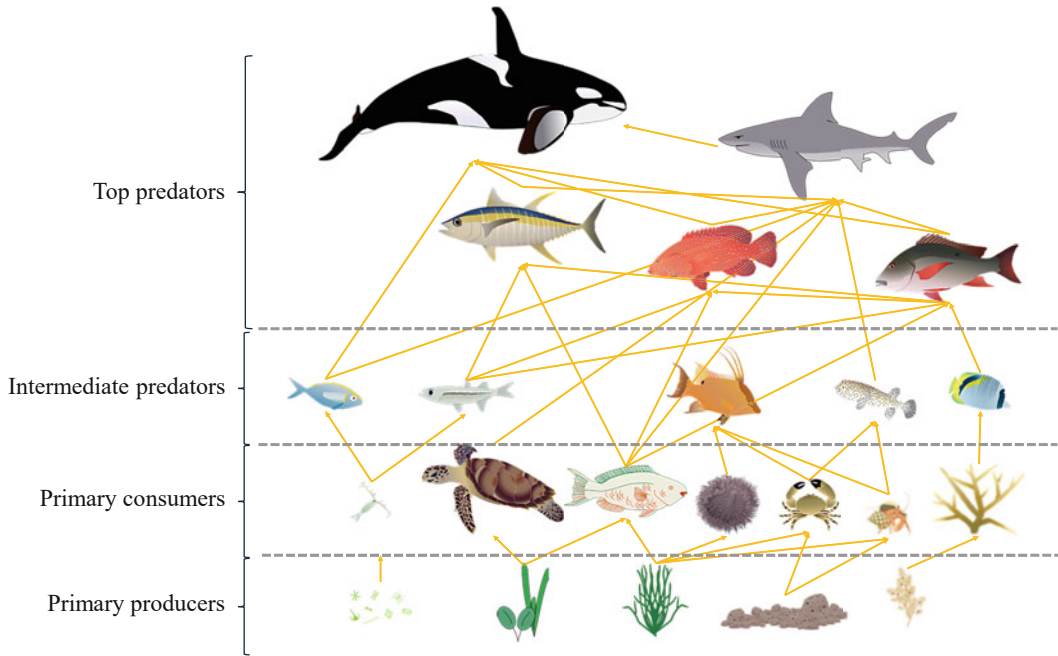 Top predators
Intermediate predators
Primary consumers
Primary producers